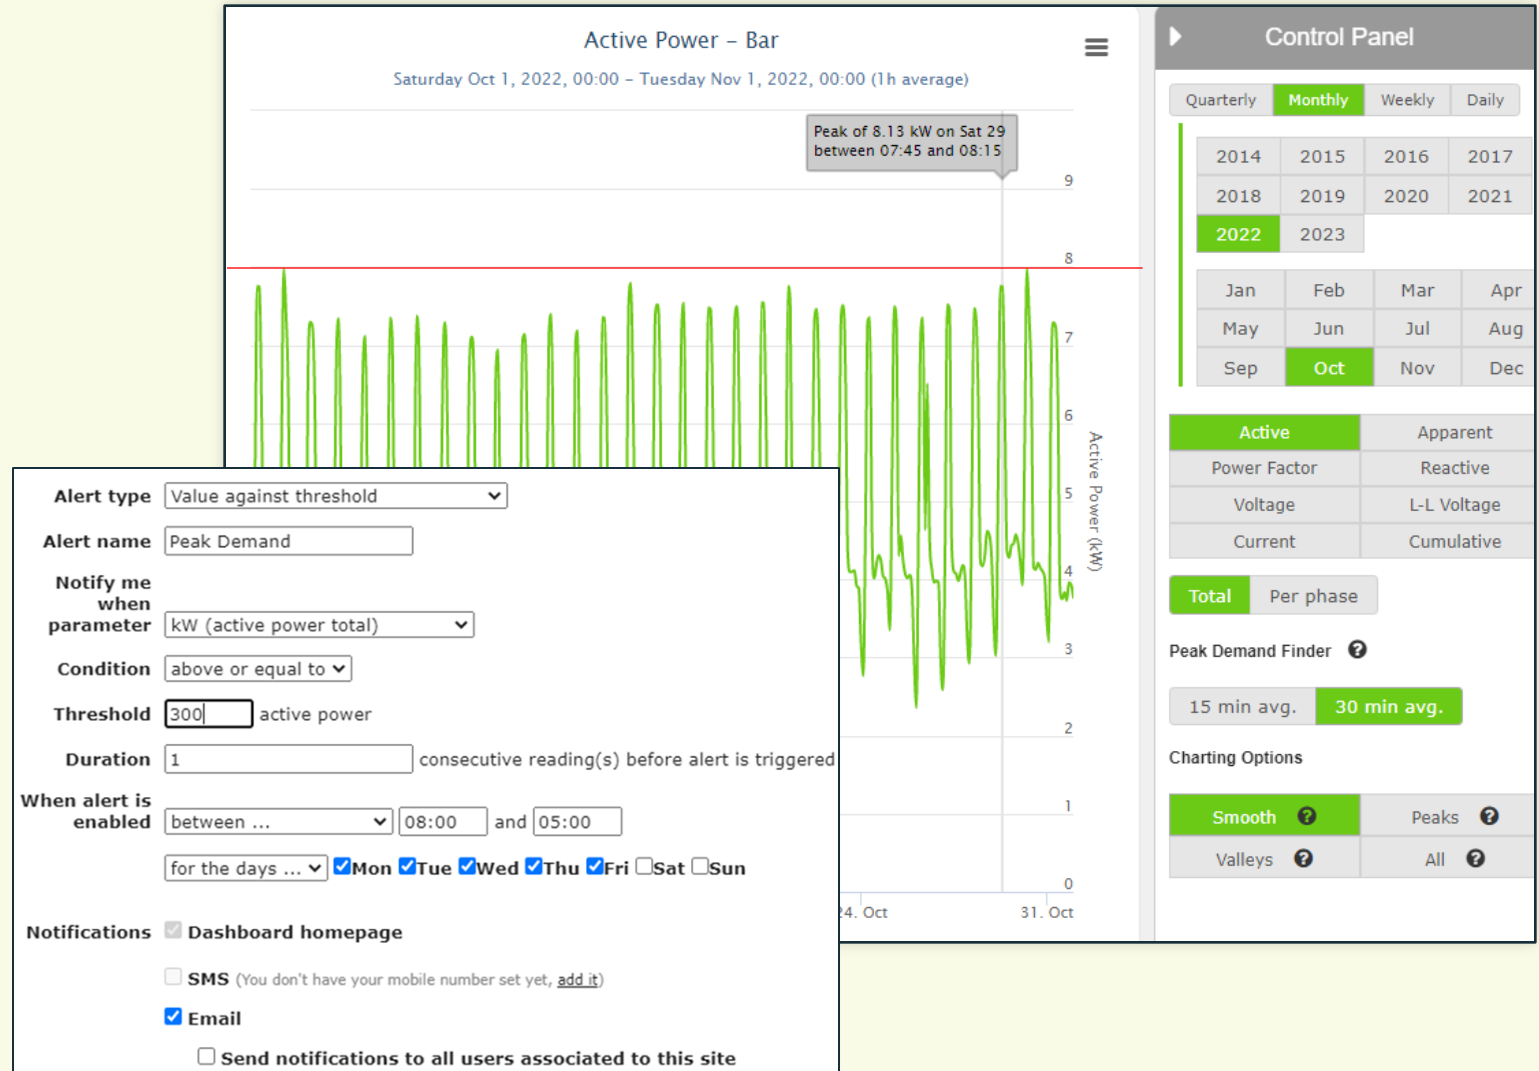 Active Power – Bar
Saturday Oct 1, 2022, 00:00 – Tuesday Nov 1, 2022, 00:00 (1h average)
Peak of 8.13 kW on Sat 29
between 07:45 and 08:15
9
8
7
6
5
4
3
2
1
0
Active Power (kW)
24. Oct
31. Oct
Control Panel
Quarterly Monthly Weekly Daily
2014 2015 2016 2017
2018 2019 2020 2021
2022 2023
Jan Feb Mar Apr
May Jun Jul Aug
Sep Oct Nov Dec
Active Apparent
Power Factor Reactive
Voltage L-L Voltage
Current Cumulative
Total Per phase
Peak Demand Finder ?
15 min avg. 30 min avg.
Charting Options
Smooth ? Peaks ?
Valleys ? All ?
Alert type Value against threshold
Alert name Peak Demand
Notify me
when
parameter kW (active power total)
Condition above or equal to
Threshold 300 active power
Duration 1 consecutive reading(s) before alert is triggered
When alert is
enabled between ... 08:00 and 05:00
for the days ... Mon Tue Wed Thu Fri Sat Sun
Notifications Dashboard homepage
SMS (You don't have your mobile number set yet, add it)
Email
Send notifications to all users associated to this site